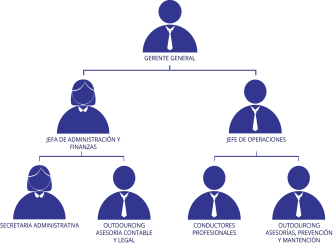 GERENTE GENERAL
JEFA DE ADMINISTRACIÓN Y
FINANZAS
JEFE DE OPERACIONES
SECRETARIA ADMINISTRATIVA
OUTDOURCING
ASESORÍA CONTABLE
Y LEGAL
CONDUCTORES
PROFESIONALES
OUTSOURCING
ASESORÍAS, PREVENCIÓN
Y MANTENCIÓN